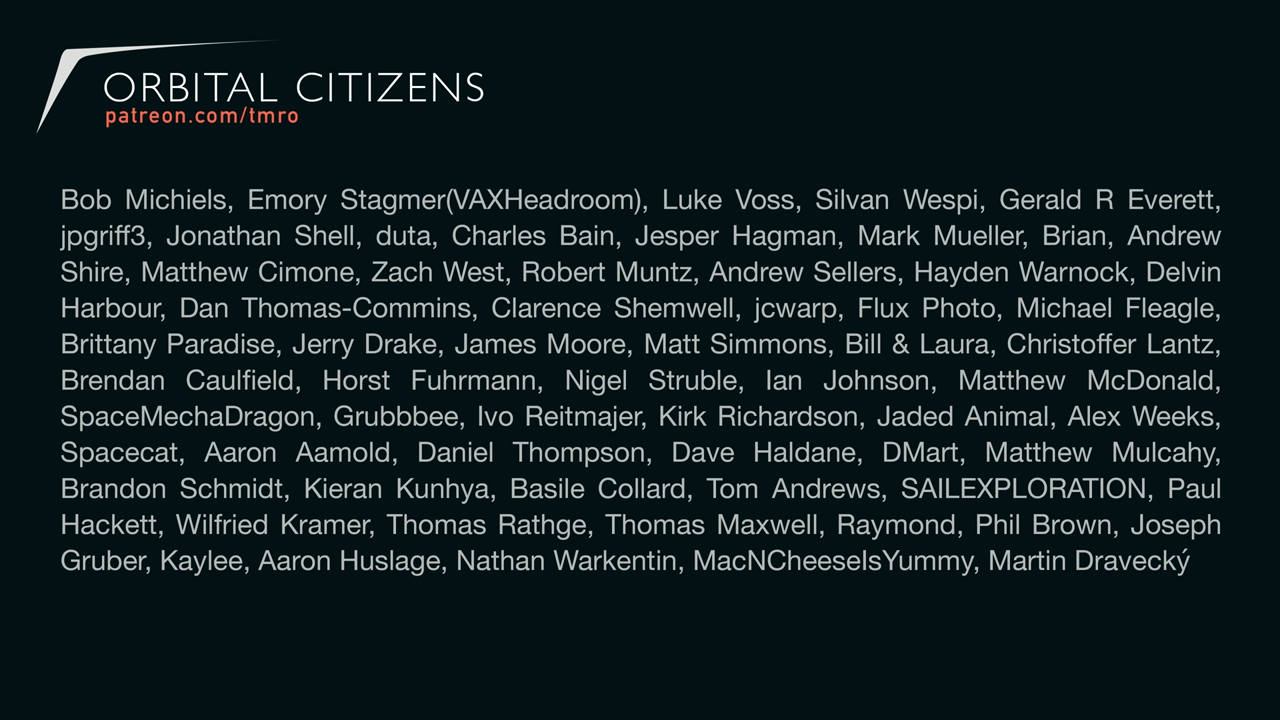 ORBITAL CITIZENS
patreon.com/tmro
Bob Michiels, Emory Stagmer(VAXHeadroom), Luke Voss, Silvan Wespi, Gerald R Everett,
jpgriff3, Jonathan Shell, duta, Charles Bain, Jesper Hagman, Mark Mueller, Brian, Andrew
Shire, Matthew Cimone, Zach West, Robert Muntz, Andrew Sellers, Hayden Warnock, Delvin
Harbour, Dan Thomas-Commins, Clarence Shemwell, jcwarp, Flux Photo, Michael Fleagle,
Brittany Paradise, Jerry Drake, James Moore, Matt Simmons, Bill & Laura, Christoffer Lantz,
Brendan Caulfield, Horst Fuhrmann, Nigel Struble, Ian Johnson, Matthew McDonald,
SpaceMechaDragon, Grubbbee, Ivo Reitmajer, Kirk Richardson, Jaded Animal, Alex Weeks,
Spacecat, Aaron Aamold, Daniel Thompson, Dave Haldane, DMart, Matthew Mulcahy,
Brandon Schmidt, Kieran Kunhya, Basile Collard, Tom Andrews, SAILEXPLORATION, Paul
Hackett, Wilfried Kramer, Thomas Rathge, Thomas Maxwell, Raymond, Phil Brown, Joseph
Gruber, Kaylee, Aaron Huslage, Nathan Warkentin, MacNCheeseIsYummy, Martin Dravecký